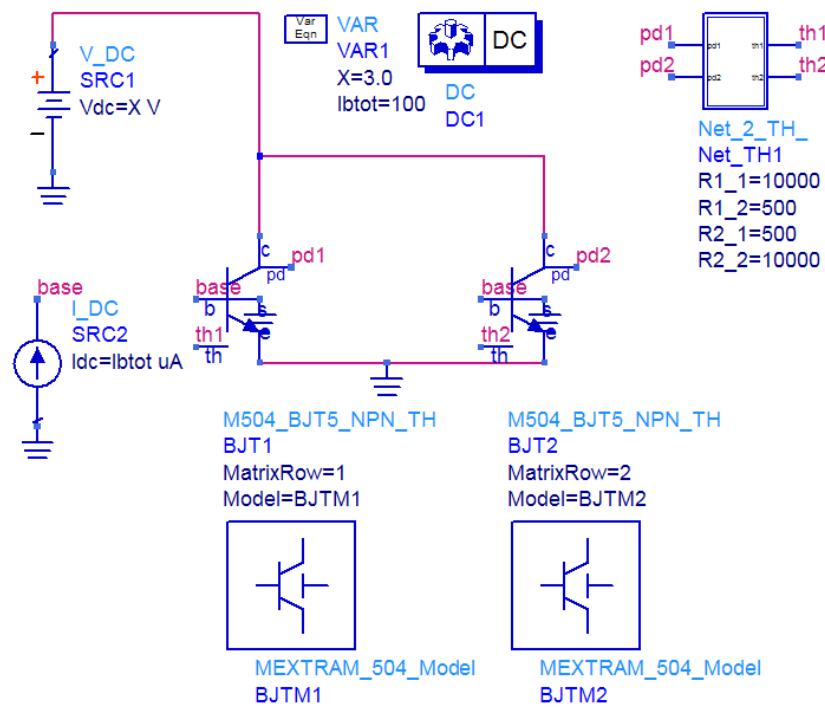 V_DC
SRC1
Vdc=X V
+
−
Var
Eqn
VAR
VAR1
X=3.0
Ibtot=100
DC
DC
DC1
pd1
pd2
pd1
pd2
th1
th2
th1
th2
Net_2_TH_
Net_TH1
R1_1=10000
R1_2=500
R2_1=500
R2_2=10000
c
pd1
pd
base
b
s
e
th1
th
c
pd2
pd
base
b
s
e
th2
th
base
I_DC
SRC2
Idc=Ibtot uA
M504_BJT5_NPN_TH
BJT1
MatrixRow=1
Model=BJTM1
M504_BJT5_NPN_TH
BJT2
MatrixRow=2
Model=BJTM2
MEXTRAM_504_Model
BJTM1
MEXTRAM_504_Model
BJTM2